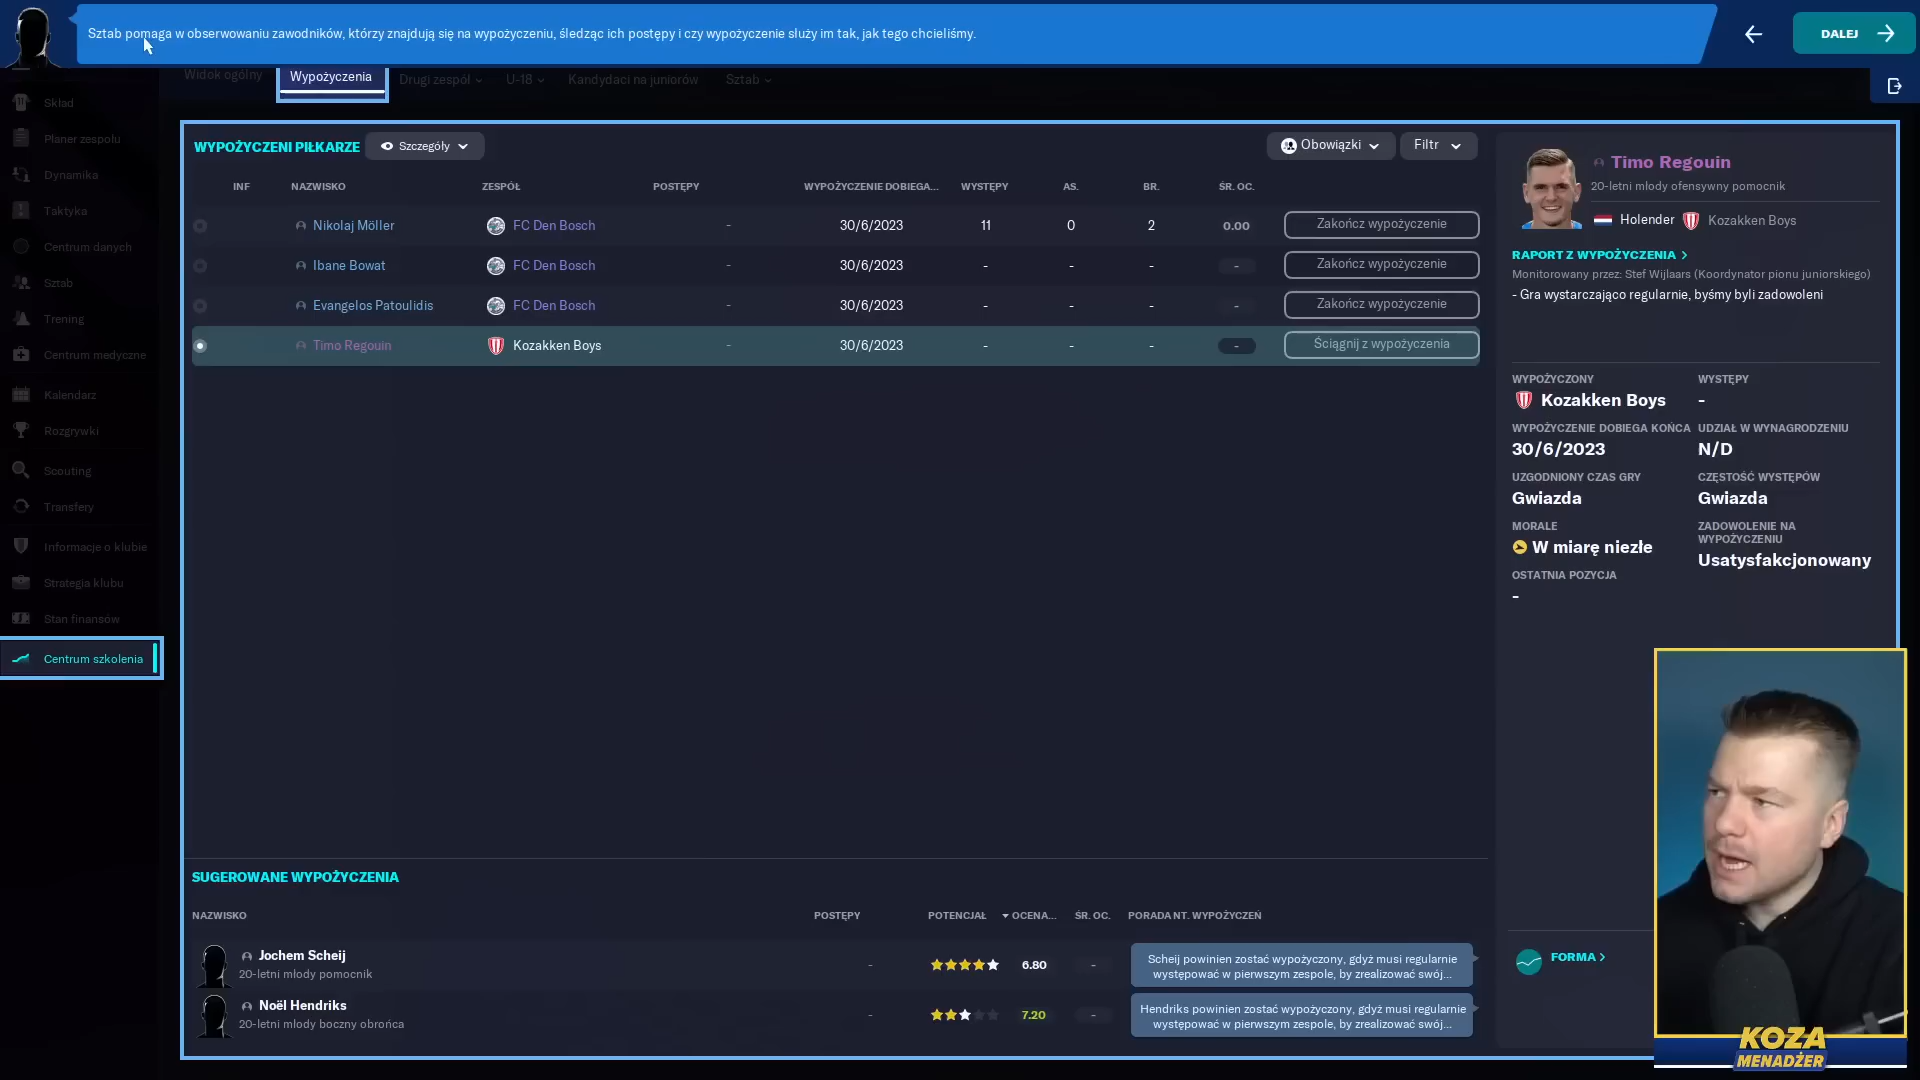 Sztab pomaga w obserwowaniu zawodników, którzy znajdują się na wypożyczeniu, śledząc ich postępy i czy wypożyczenie służy im tak, jak tego chcieliśmy.
DALEJ
Widok ogólny Wypożyczenia Drugi zespół U-18 Kandydaci na juniorów Sztab
Skład
Planer zespołu
Dynamika
Taktyka
Centrum danych
Sztab
Trening
Centrum medyczne
Kalendarz
Rozgrywki
Scouting
Transfery
Informacje o klubie
Strategia klubu
Stan finansów
Centrum szkolenia
WYPOŻYCZENI PIŁKARZE Szczegóły Obowiązki Filtr
INF NAZWISKO ZESPÓŁ POSTĘPY WYPOŻYCZENIE DOBIEGA... WYSTĘPY AS. BR. ŚR. OC.
Nikolaj Möller FC Den Bosch - 30/6/2023 11 0 2 0.00 Zakończ wypożyczenie
Ibane Bowat FC Den Bosch - 30/6/2023 - - - - Zakończ wypożyczenie
Evangelos Patoulidis FC Den Bosch - 30/6/2023 - - - - Zakończ wypożyczenie
Timo Regouin Kozakken Boys - 30/6/2023 - - - - Ściągnij z wypożyczenia
SUGEROWANE WYPOŻYCZENIA
NAZWISKO POSTĘPY POTENCJAŁ OCENA... ŚR. OC. PORADA NT. WYPOŻYCZEŃ
Jochem Scheij
20-letni młody pomocnik
- 6.80 -
Scheij powinien zostać wypożyczony, gdyż musi regularnie
występować w pierwszym zespole, by zrealizować swój...
Noël Hendriks
20-letni młody boczny obrońca
- 7.20 -
Hendriks powinien zostać wypożyczony, gdyż musi regularnie
występować w pierwszym zespole, by zrealizować swój...
Timo Regouin
20-letni młody ofensywny pomocnik
Holender Kozakken Boys
RAPORT Z WYPOŻYCZENIA
Monitorowany przez: Stef Wijlaars (Koordynator pionu juniorskiego)
- Gra wystarczająco regularnie, byśmy byli zadowoleni
WYPOŻYCZONY WYSTĘPY
Kozakken Boys -
WYPOŻYCZENIE DOBIEGA KOŃCA UDZIAŁ W WYNAGRODZENIU
30/6/2023 N/D
UZGODNIONY CZAS GRY CZĘSTOŚĆ WYSTĘPÓW
Gwiazda Gwiazda
MORALE ZADOWOLENIE NA
WYPOŻYCZENIU
W miarę niezłe Usatysfakcjonowany
OSTATNIA POZYCJA
-
FORMA
KOZA
MENADŻER